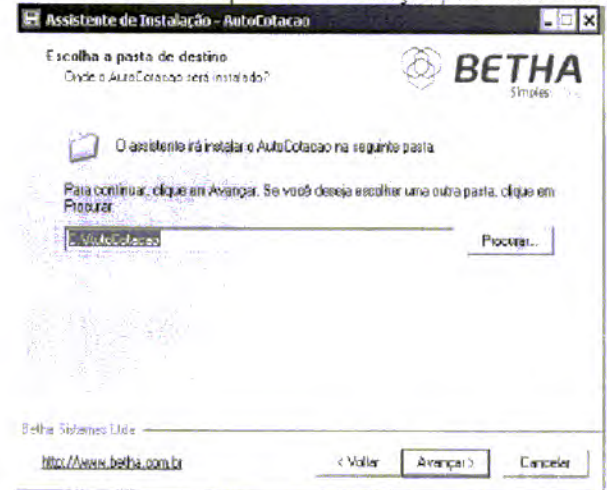 Assistente de Instalação - AutoCotacao
Escolha a pasta de destino
Onde o AutoCotacao será instalado?
BETHA
Simples
O assistente irá instalar o AutoCotacao na seguinte pasta.
Para continuar, clique em Avançar. Se você deseja escolher uma outra pasta, clique em
Procurar.
C:\AutoCotacao
Procurar...
Betha Sistemas Ltda
http://www.betha.com.br
< Voltar
Avançar >
Cancelar